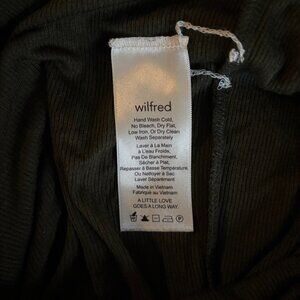 wilfred
Hand Wash Cold,
No Bleach, Dry Flat,
Low Iron, Or Dry Clean
Wash Separately
Laver à La Main
à L'eau Froide,
Pas De Blanchiment,
Sécher à Plat,
Repasser à Basse Température,
Ou Nettoyer à Sac
Laver Séparément
Made in Vietnam
Fabriqué au Vietnam
A LITTLE LOVE
GOES A LONG WAY.